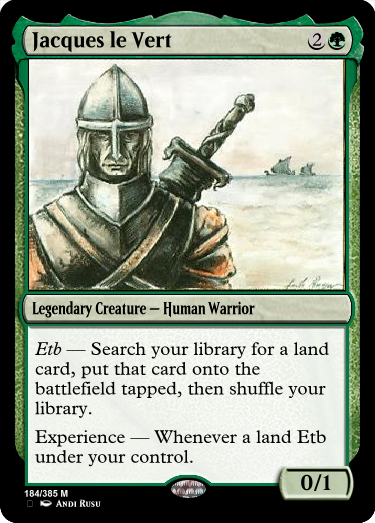 Jacques le Vert
2
Legendary Creature – Human Warrior
Etb — Search your library for a land
card, put that card onto the
battlefield tapped, then shuffle your
library.
Experience — Whenever a land Etb
under your control.
0/1
184/385 M
Andi Rusu